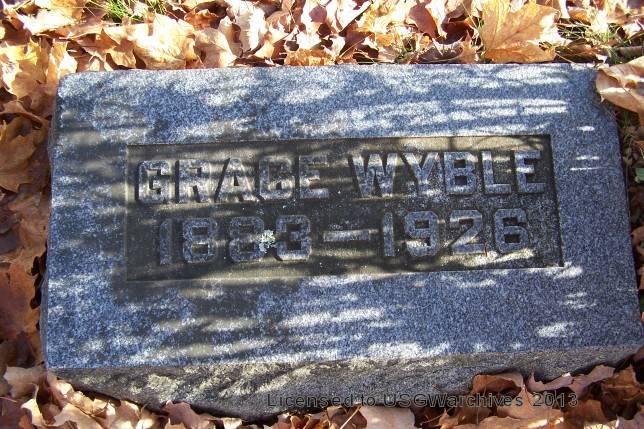 GRACE WYBLE
1883 – 1926
Licensed to USGWarchives 2013